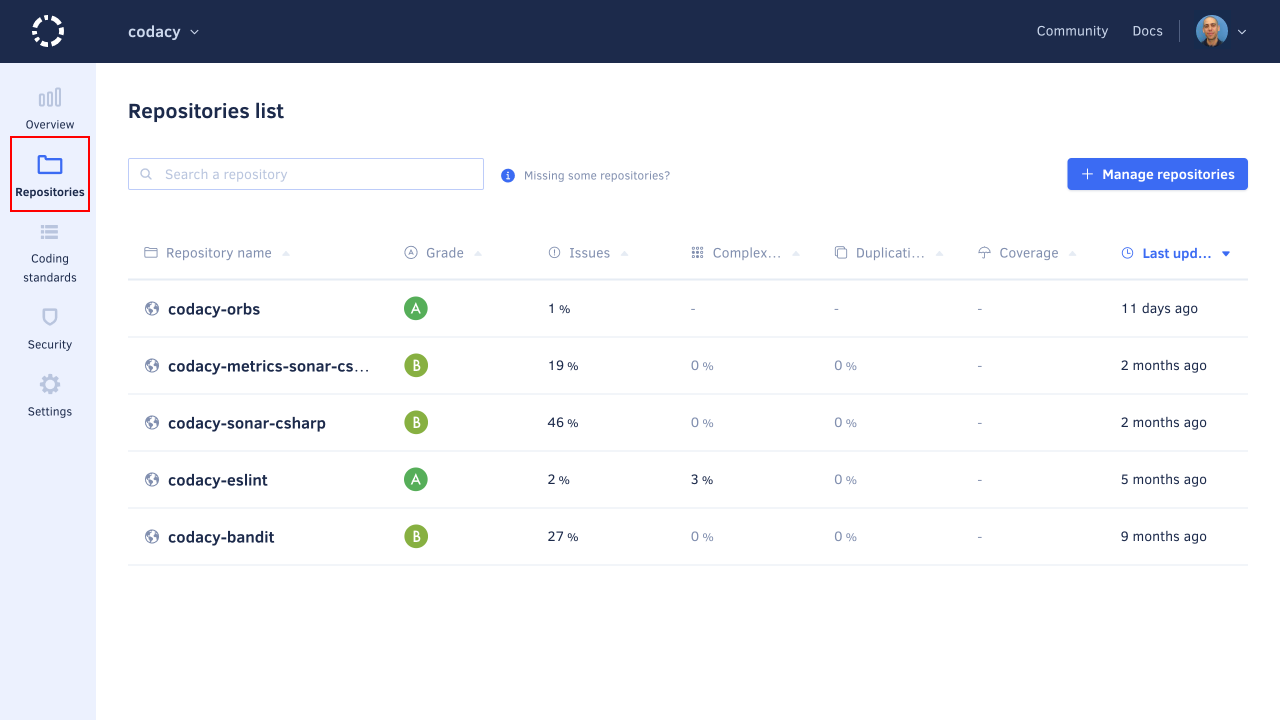 codacy
Community
Docs
Overview
Repositories
Coding
standards
Security
Settings
Repositories list
Search a repository
Missing some repositories?
Manage repositories
Repository name Grade Issues Complex... Duplicati... Coverage Last upd...
codacy-orbs A 1 % - - - 11 days ago
codacy-metrics-sonar-cs... B 19 % 0 % 0 % - 2 months ago
codacy-sonar-csharp B 46 % 0 % 0 % - 2 months ago
codacy-eslint A 2 % 3 % 0 % - 5 months ago
codacy-bandit B 27 % 0 % 0 % - 9 months ago